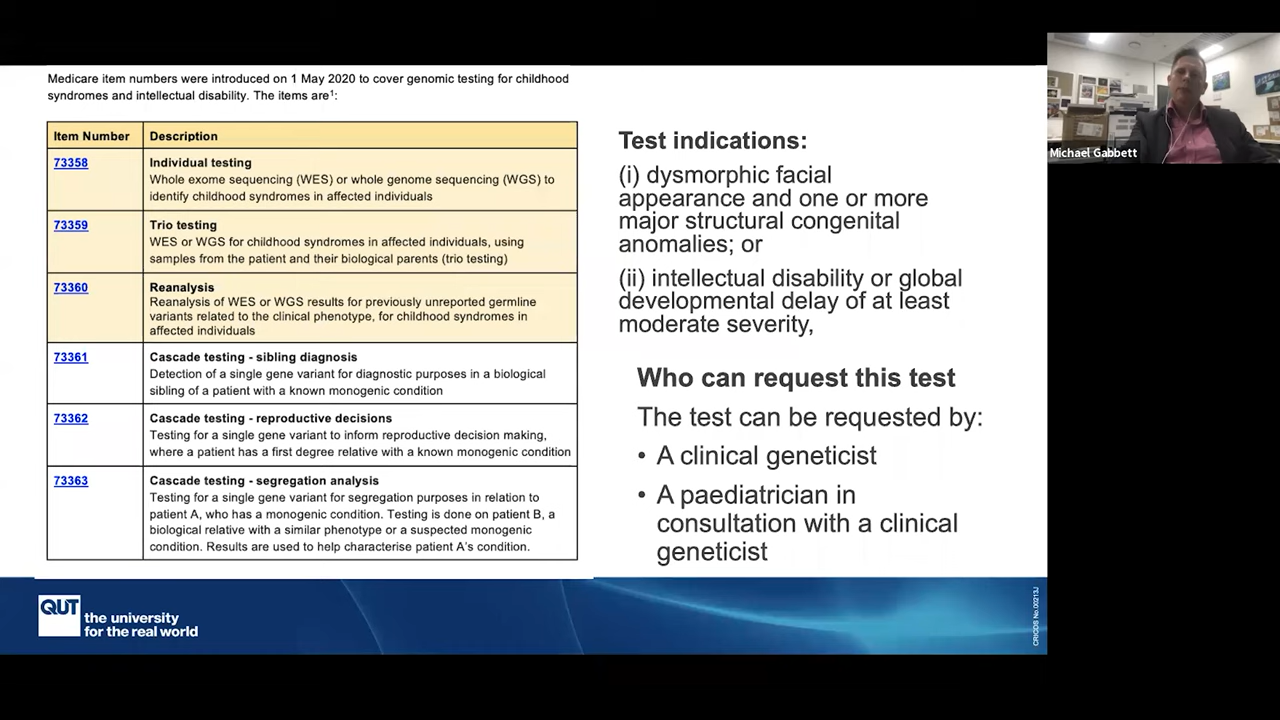 Medicare item numbers were introduced on 1 May 2020 to cover genomic testing for childhood
syndromes and intellectual disability. The items are¹:
Item Number Description
73358 Individual testing
Whole exome sequencing (WES) or whole genome sequencing (WGS) to
identify childhood syndromes in affected individuals
73359 Trio testing
WES or WGS for childhood syndromes in affected individuals, using
samples from the patient and their biological parents (trio testing)
73360 Reanalysis
Reanalysis of WES or WGS results for previously unreported germline
variants related to the clinical phenotype, for childhood syndromes in
affected individuals
73361 Cascade testing - sibling diagnosis
Detection of a single gene variant for diagnostic purposes in a biological
sibling of a patient with a known monogenic condition
73362 Cascade testing - reproductive decisions
Testing for a single gene variant to inform reproductive decision making,
where a patient has a first degree relative with a known monogenic condition
73363 Cascade testing - segregation analysis
Testing for a single gene variant for segregation purposes in relation to
patient A, who has a monogenic condition. Testing is done on patient B, a
biological relative with a similar phenotype or a suspected monogenic
condition. Results are used to help characterise patient A's condition.
Test indications:
(i) dysmorphic facial
appearance and one or more
major structural congenital
anomalies; or
(ii) intellectual disability or global
developmental delay of at least
moderate severity,
Who can request this test
The test can be requested by:
• A clinical geneticist
• A paediatrician in
consultation with a clinical
geneticist
Michael Gabbett
QUT the university
for the real world
CRICOS No.00213J